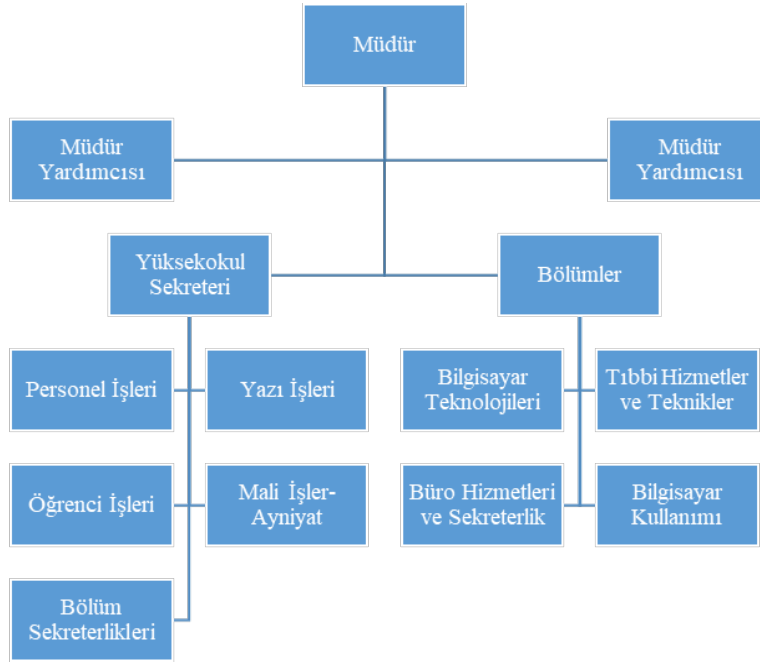 Müdür
Müdür
Yardımcısı
Müdür
Yardımcısı
Yüksekokul
Sekreteri
Bölümler
Personel İşleri
Yazı İşleri
Bilgisayar
Teknolojileri
Tıbbi Hizmetler
ve Teknikler
Öğrenci İşleri
Mali İşler-
Ayniyat
Büro Hizmetleri
ve Sekreterlik
Bilgisayar
Kullanımı
Bölüm
Sekreterlikleri